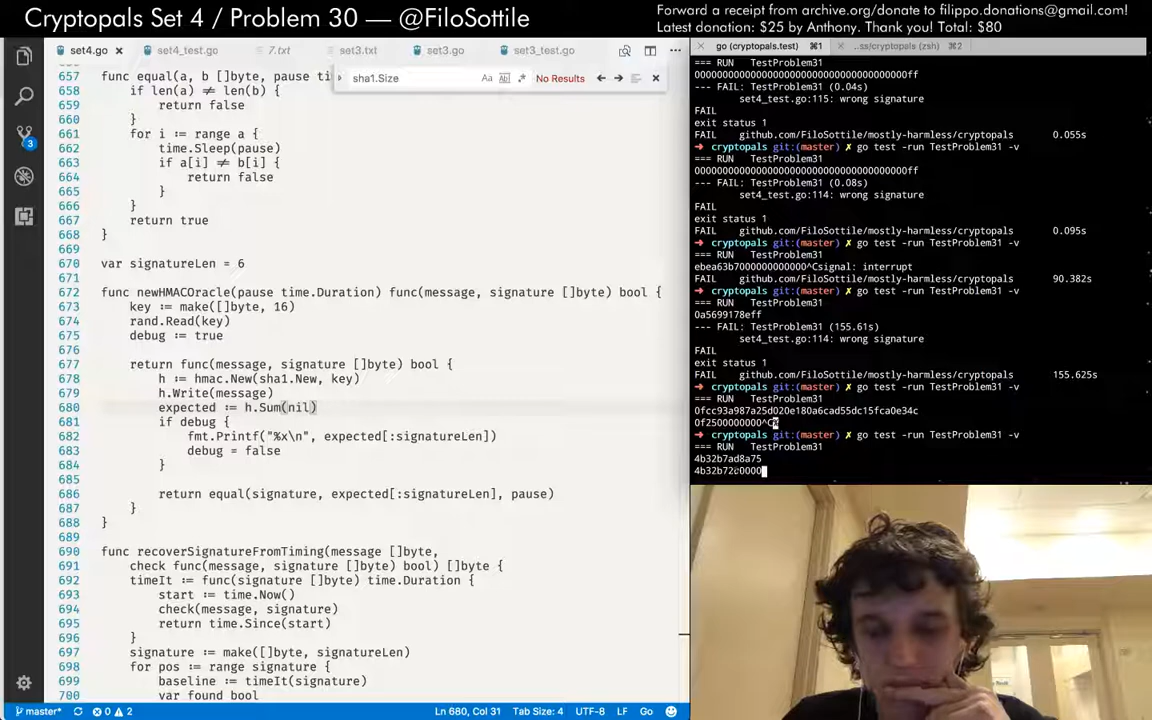 Cryptopals Set 4 / Problem 30 — @FiloSottile
Forward a receipt from archive.org/donate to filippo.donations@gmail.com!
Latest donation: $25 by Anthony. Thank you! Total: $80
set4.go
set4_test.go
7.txt
set3.txt
set3.go
set3_test.go
sha1.Size
No Results
657 func equal(a, b []byte, pause ti
658 if len(a) ≠ len(b) {
659 return false
660 }
661 for i := range a {
662 time.Sleep(pause)
663 if a[i] ≠ b[i] {
664 return false
665 }
666 }
667 return true
668 }
669
670 var signatureLen = 6
671
672 func newHMACOracle(pause time.Duration) func(message, signature []byte) bool {
673 key := make([]byte, 16)
674 rand.Read(key)
675 debug := true
676
677 return func(message, signature []byte) bool {
678 h := hmac.New(sha1.New, key)
679 h.Write(message)
680 expected := h.Sum(nil)
681 if debug {
682 fmt.Printf("%x\n", expected[:signatureLen])
683 debug = false
684 }
685
686 return equal(signature, expected[:signatureLen], pause)
687 }
688 }
689
690 func recoverSignatureFromTiming(message []byte,
691 check func(message, signature []byte) bool) []byte {
692 timeIt := func(signature []byte) time.Duration {
693 start := time.Now()
694 check(message, signature)
695 return time.Since(start)
696 }
697 signature := make([]byte, signatureLen)
698 for pos := range signature {
699 baseline := timeIt(signature)
700 var found bool
3
master*
0 2
Ln 680, Col 31
Tab Size: 4
UTF-8
LF
Go
go (cryptopals.test) ⌘1
..ss/cryptopals (zsh) ⌘2
=== RUN TestProblem31
00000000000000000000000000000000000000ff
--- FAIL: TestProblem31 (0.04s)
set4_test.go:115: wrong signature
FAIL
exit status 1
FAIL github.com/FiloSottile/mostly-harmless/cryptopals 0.055s
➜ cryptopals git:(master) ✗ go test -run TestProblem31 -v
=== RUN TestProblem31
00000000000000000000000000000000000000ff
--- FAIL: TestProblem31 (0.08s)
set4_test.go:114: wrong signature
FAIL
exit status 1
FAIL github.com/FiloSottile/mostly-harmless/cryptopals 0.095s
➜ cryptopals git:(master) ✗ go test -run TestProblem31 -v
=== RUN TestProblem31
ebea63b7000000000000^Csignal: interrupt
FAIL github.com/FiloSottile/mostly-harmless/cryptopals 90.382s
➜ cryptopals git:(master) ✗ go test -run TestProblem31 -v
=== RUN TestProblem31
0a5699178eff
--- FAIL: TestProblem31 (155.61s)
set4_test.go:114: wrong signature
FAIL
exit status 1
FAIL github.com/FiloSottile/mostly-harmless/cryptopals 155.625s
➜ cryptopals git:(master) ✗ go test -run TestProblem31 -v
=== RUN TestProblem31
0fcc93a987a25d020e180a6cad55dc15fca0e34c
0f2500000000^C
➜ cryptopals git:(master) ✗ go test -run TestProblem31 -v
=== RUN TestProblem31
4b32b7ad8a75
4b32b72c0000